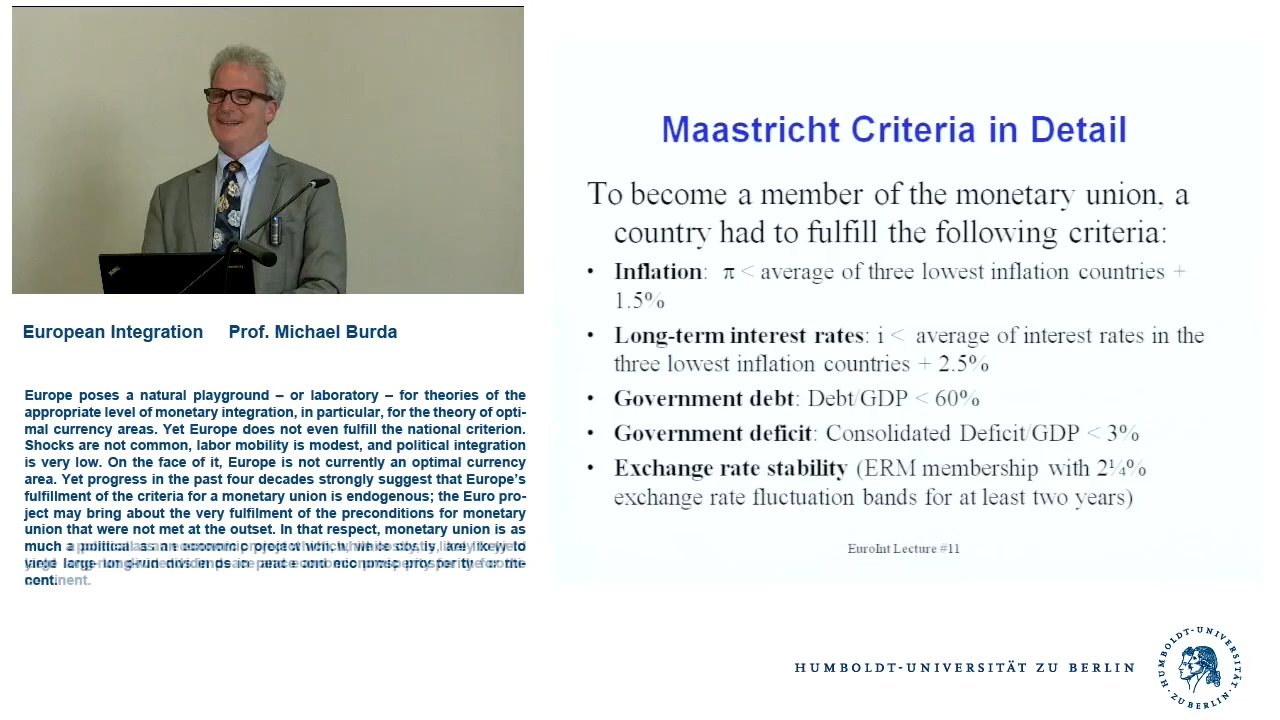 European Integration Prof. Michael Burda
Europe poses a natural playground – or laboratory – for theories of the
appropriate level of monetary integration, in particular, for the theory of opti-
mal currency areas. Yet Europe does not even fulfill the national criterion.
Shocks are not common, labor mobility is modest, and political integration
is very low. On the face of it, Europe is not currently an optimal currency
area. Yet progress in the past four decades strongly suggest that Europe’s
fulfillment of the criteria for a monetary union is endogenous; the Euro pro-
ject may bring about the very fulfilment of the preconditions for monetary
union that were not met at the outset. In that respect, monetary union is as
much a political as an economic project which, while costly, are likely to
yield large long-run dividends in peace and economic prosperity for the
continent.
Maastricht Criteria in Detail
To become a member of the monetary union, a
country had to fulfill the following criteria:
• Inflation: π < average of three lowest inflation countries +
1.5%
• Long-term interest rates: i < average of interest rates in the
three lowest inflation countries + 2.5%
• Government debt: Debt/GDP < 60%
• Government deficit: Consolidated Deficit/GDP < 3%
• Exchange rate stability (ERM membership with 2¼%
exchange rate fluctuation bands for at least two years)
EuroInt Lecture #11
HUMBOLDT-UNIVERSITÄT ZU BERLIN
HUMBOLDT-UNIVERSITÄT
ZU BERLIN